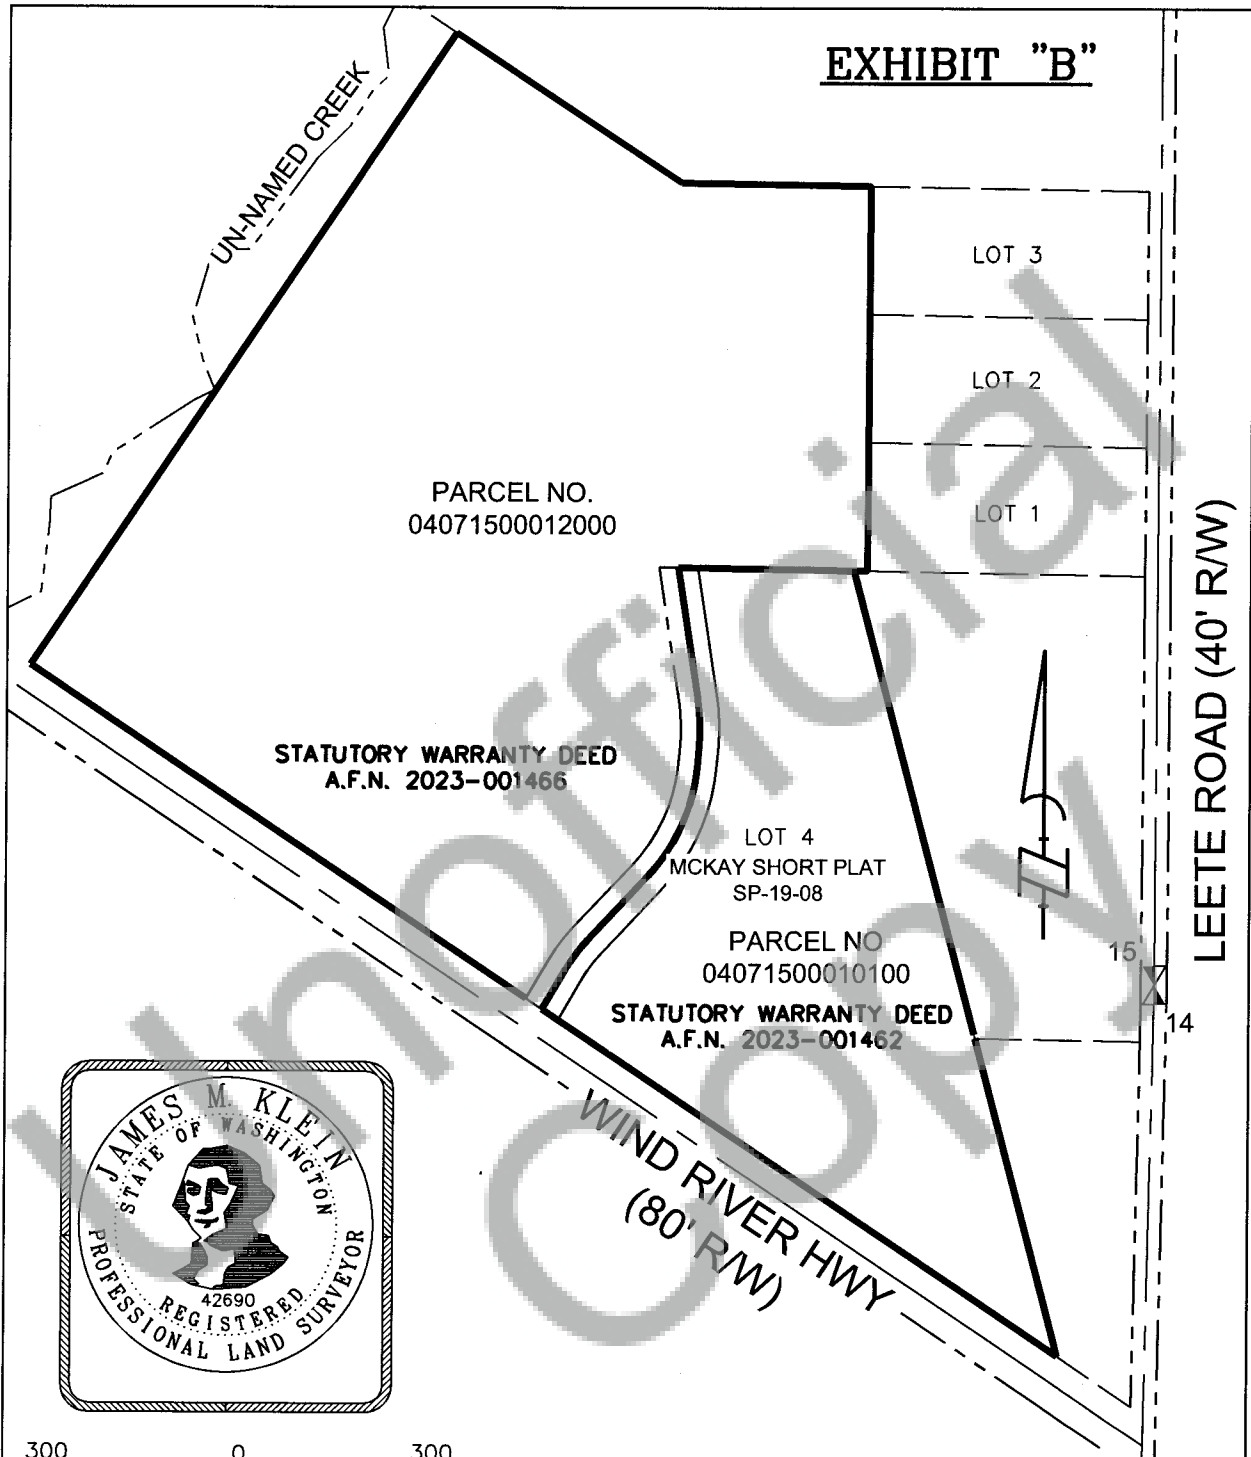 EXHIBIT "B"
UN-NAMED CREEK
LOT 3
LOT 2
LOT 1
PARCEL NO.
04071500012000
LEETE ROAD (40' R/W)
STATUTORY WARRANTY DEED
A.F.N. 2023-001466
LOT 4
MCKAY SHORT PLAT
SP-19-08
PARCEL NO
04071500010100
STATUTORY WARRANTY DEED
A.F.N. 2023-001462
15
14
N
WIND RIVER HWY
(80' R/W)
JAMES M. KLEIN
STATE OF WASHINGTON
42690
REGISTERED
PROFESSIONAL LAND SURVEYOR
300 0 300
Unofficial
Copy